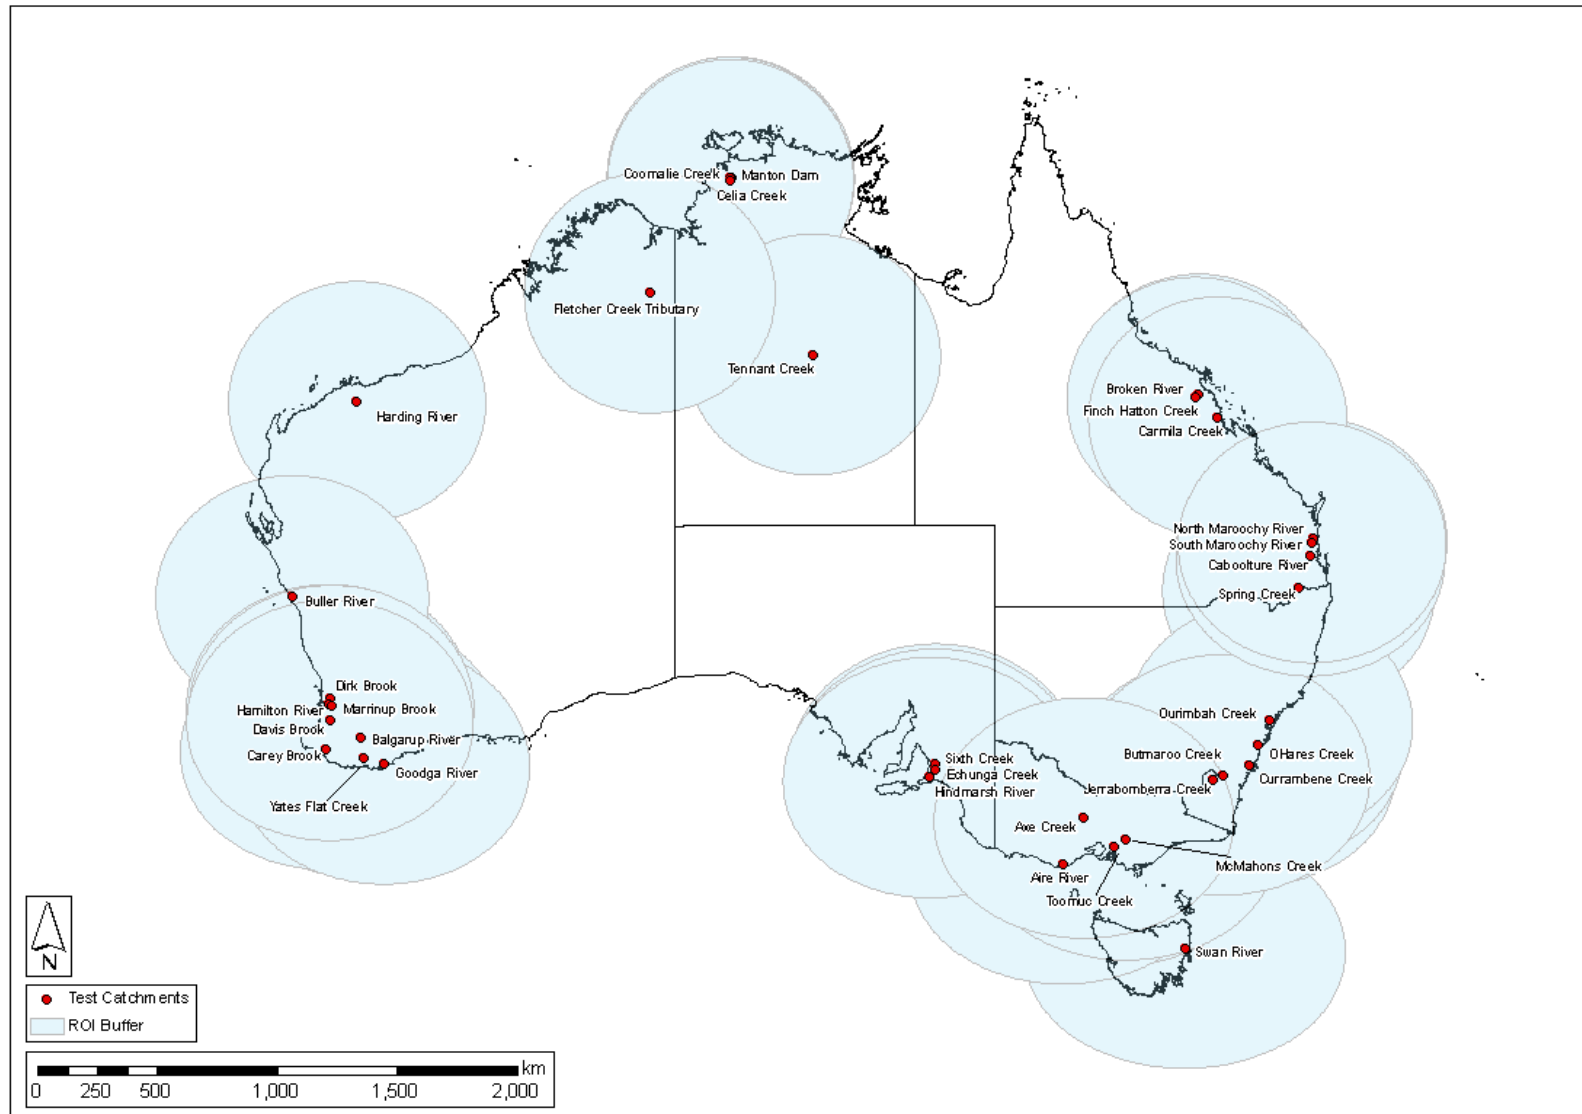 Coomalie Creek
Manton Dam
Celia Creek
Fletcher Creek Tributary
Tennant Creek
Harding River
Broken River
Finch Hatton Creek
Carmila Creek
North Maroochy River
South Maroochy River
Caboolture River
Spring Creek
Buller River
Dirk Brook
Hamilton River
Marrinup Brook
Davis Brook
Balgarup River
Carey Brook
Goodga River
Yates Flat Creek
Ourimbah Creek
Butmaroo Creek
OHares Creek
Currambene Creek
Jerrabomberra Creek
Sixth Creek
Echunga Creek
Hindmarsh River
Axe Creek
McMahons Creek
Aire River
Toomuc Creek
Swan River
N
Test Catchments
ROI Buffer
km
0 250 500 1,000 1,500 2,000